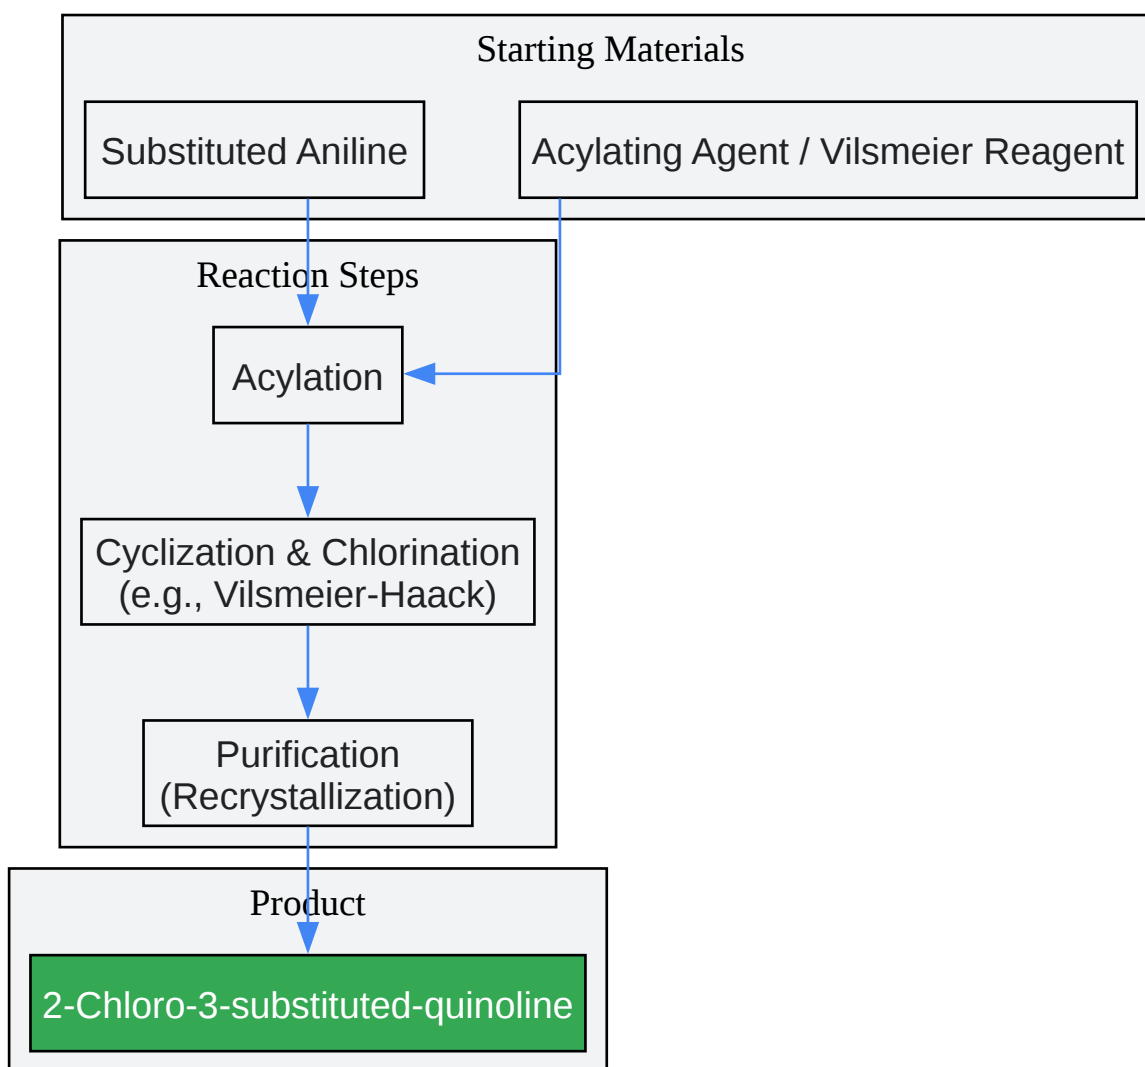 Starting Materials
Substituted Aniline
Acylating Agent / Vilsmeier Reagent
Reaction Steps
Acylation
Cyclization & Chlorination
(e.g., Vilsmeier-Haack)
Purification
(Recrystallization)
Product
2-Chloro-3-substituted-quinoline